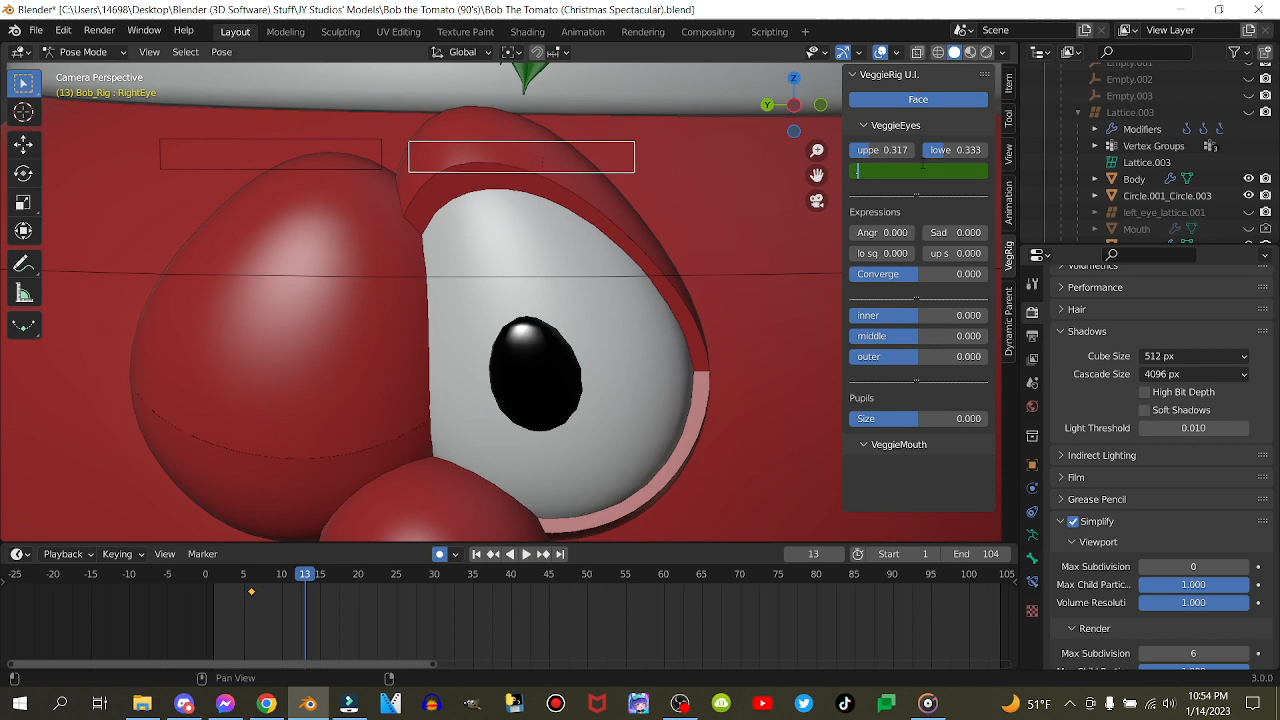 Blender* [C:\Users\14698\Desktop\Blender (3D Software) Stuff\JY Studios' Models\Bob the Tomato (90's)\Bob The Tomato (Christmas Spectacular).blend]
File Edit Render Window Help Layout Modeling Sculpting UV Editing Texture Paint Shading Animation Rendering Compositing Scripting + Scene View Layer
Pose Mode View Select Pose Global
Camera Perspective
(13) Bob_Rig : RightEye
Z
Y
VeggieRig U.I.
Face
VeggieEyes
uppe 0.317 lowe 0.333
Expressions
Angr 0.000 Sad 0.000
lo sq 0.000 up s 0.000
Converge 0.000
inner 0.000
middle 0.000
outer 0.000
Pupils
Size 0.000
VeggieMouth
Item
Tool
View
Animation
VegRig
Dynamic Parent
Empty.001
Empty.002
Empty.003
Lattice.003
Modifiers
Vertex Groups
Lattice.003
Body
Circle.001_Circle.003
left_eye_lattice.001
Mouth
Volumetrics
Performance
Hair
Shadows
Cube Size 512 px
Cascade Size 4096 px
High Bit Depth
Soft Shadows
Light Threshold 0.010
Indirect Lighting
Film
Grease Pencil
Simplify
Viewport
Max Subdivision 0
Max Child Partic... 1.000
Volume Resoluti 1.000
Render
Max Subdivision 6
Playback Keying View Marker 13 Start 1 End 104
-25 -20 -15 -10 -5 0 5 10 13 15 20 25 30 35 40 45 50 55 60 65 70 75 80 85 90 95 100 105
Pan View 3.0.0
51°F
10:54 PM
1/14/2023